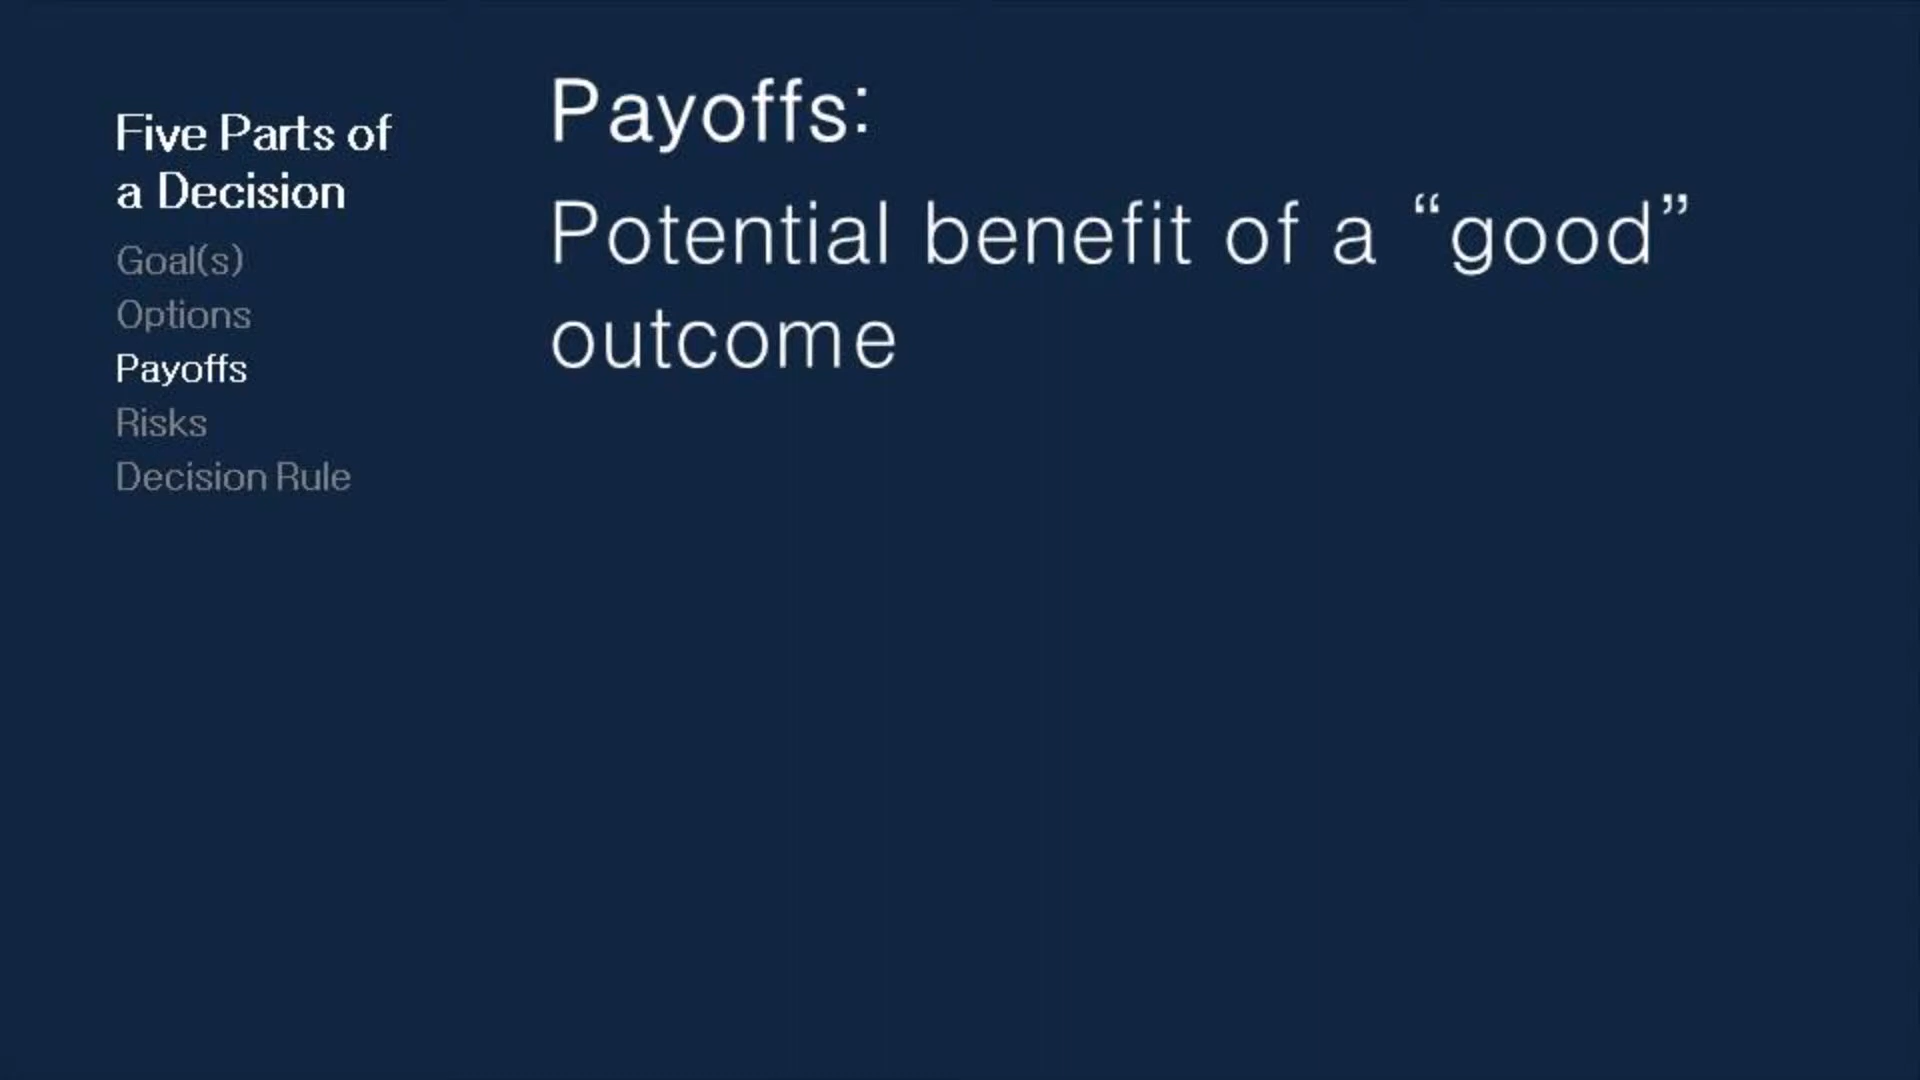 Five Parts of
a Decision
Goal(s)
Options
Payoffs
Risks
Decision Rule
Payoffs:
Potential benefit of a “good”
outcome